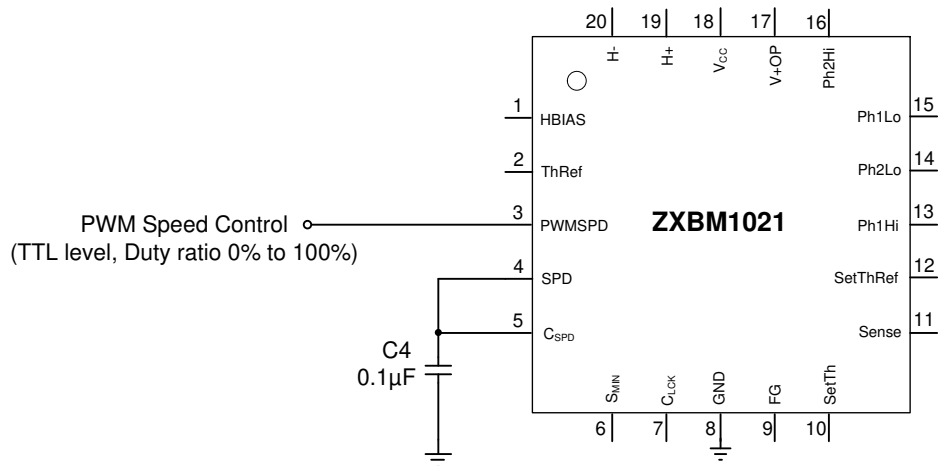 20 19 18 17 16
H- H+ VCC V+OP Ph2Hi
1 HBIAS
2 ThRef
PWM Speed Control 3 PWMSPD
(TTL level, Duty ratio 0% to 100%)
4 SPD
5 CSPD
C4
0.1µF
ZXBM1021
Ph1Lo 15
Ph2Lo 14
Ph1Hi 13
SetThRef 12
Sense 11
SMIN CLCK GND FG SetTh
6 7 8 9 10